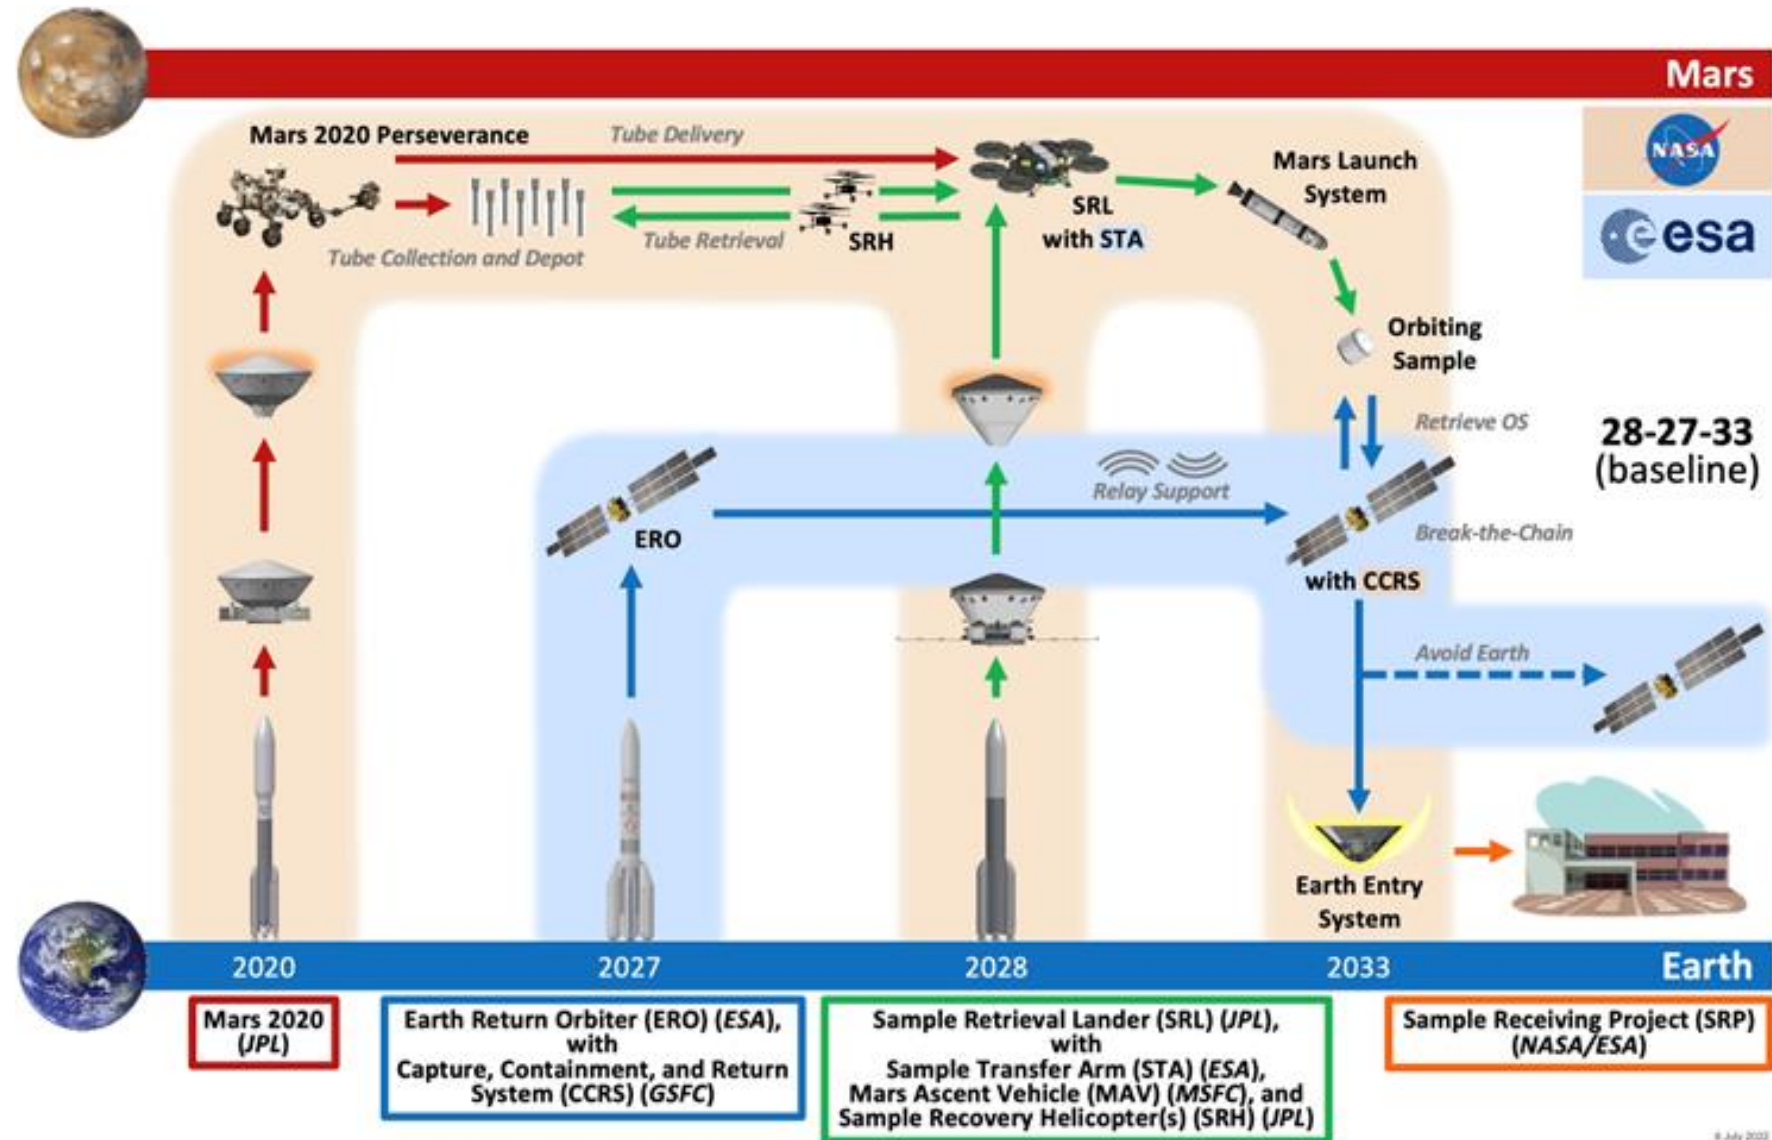 Mars
Mars 2020 Perseverance
Tube Delivery
NASA
Mars Launch
System
SRL
with STA
SRH
Tube Retrieval
Tube Collection and Depot
esa
Orbiting
Sample
Retrieve OS
28-27-33
(baseline)
Relay Support
ERO
Break-the-Chain
with CCRS
Avoid Earth
Earth Entry
System
2020
2027
2028
2033
Earth
Mars 2020
(JPL)
Earth Return Orbiter (ERO) (ESA),
with
Capture, Containment, and Return
System (CCRS) (GSFC)
Sample Retrieval Lander (SRL) (JPL),
with
Sample Transfer Arm (STA) (ESA),
Mars Ascent Vehicle (MAV) (MSFC), and
Sample Recovery Helicopter(s) (SRH) (JPL)
Sample Receiving Project (SRP)
(NASA/ESA)